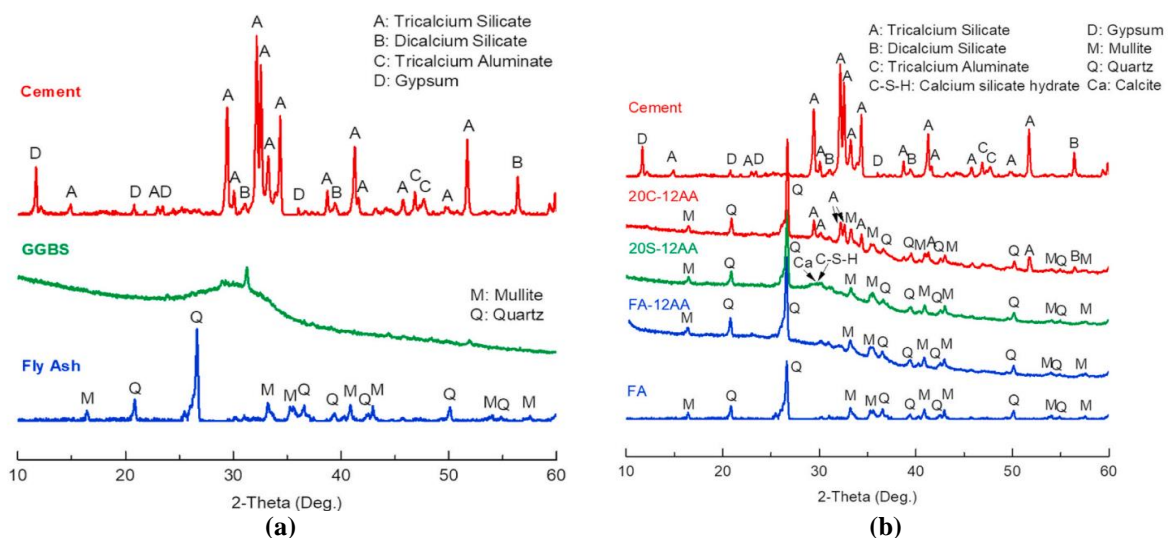 A: Tricalcium Silicate
B: Dicalcium Silicate
C: Tricalcium Aluminate
D: Gypsum
Cement
D A D A D A A B A A A A D A B A A A C C A A B
GGBS
M: Mullite
Q: Quartz
Fly Ash
M Q Q M M Q Q M Q M Q M Q M
10 20 30 40 50 60
2-Theta (Deg.)
(a)
A: Tricalcium Silicate
B: Dicalcium Silicate
C: Tricalcium Aluminate
C-S-H: Calcium silicate hydrate
D: Gypsum
M: Mullite
Q: Quartz
Ca: Calcite
Cement
D A D A D A A B A A A A D A B A A A C C A A B
20C-12AA
M Q Q A A A M A M Q Q M A Q M Q A M Q B M
20S-12AA
M Q Q Ca C-S-H M M Q Q M Q M Q M Q M
FA-12AA
M Q Q M M Q Q M Q M Q M Q M
FA
M Q Q M M Q Q M Q M Q M Q M
10 20 30 40 50 60
2-Theta (Deg.)
(b)